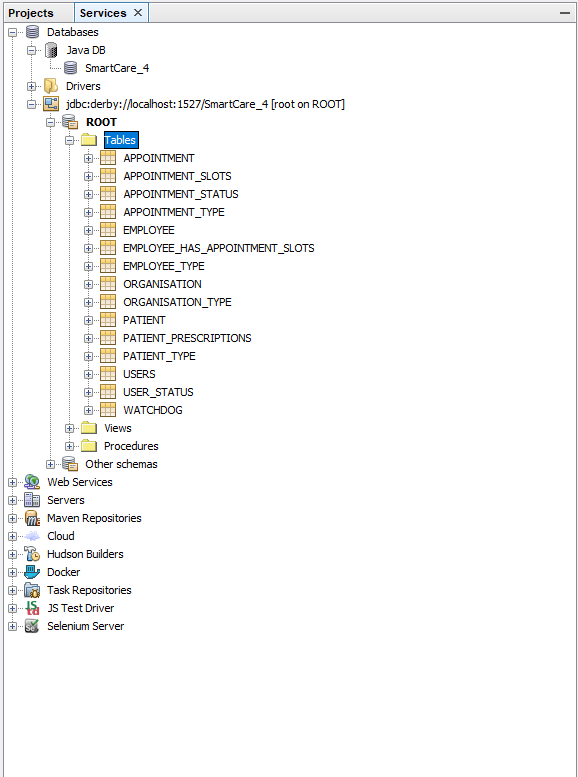 Projects Services
Databases
Java DB
SmartCare_4
Drivers
jdbc:derby://localhost:1527/SmartCare_4 [root on ROOT]
ROOT
Tables
APPOINTMENT
APPOINTMENT_SLOTS
APPOINTMENT_STATUS
APPOINTMENT_TYPE
EMPLOYEE
EMPLOYEE_HAS_APPOINTMENT_SLOTS
EMPLOYEE_TYPE
ORGANISATION
ORGANISATION_TYPE
PATIENT
PATIENT_PRESCRIPTIONS
PATIENT_TYPE
USERS
USER_STATUS
WATCHDOG
Views
Procedures
Other schemas
Web Services
Servers
Maven Repositories
Cloud
Hudson Builders
Docker
Task Repositories
JS Test Driver
Selenium Server